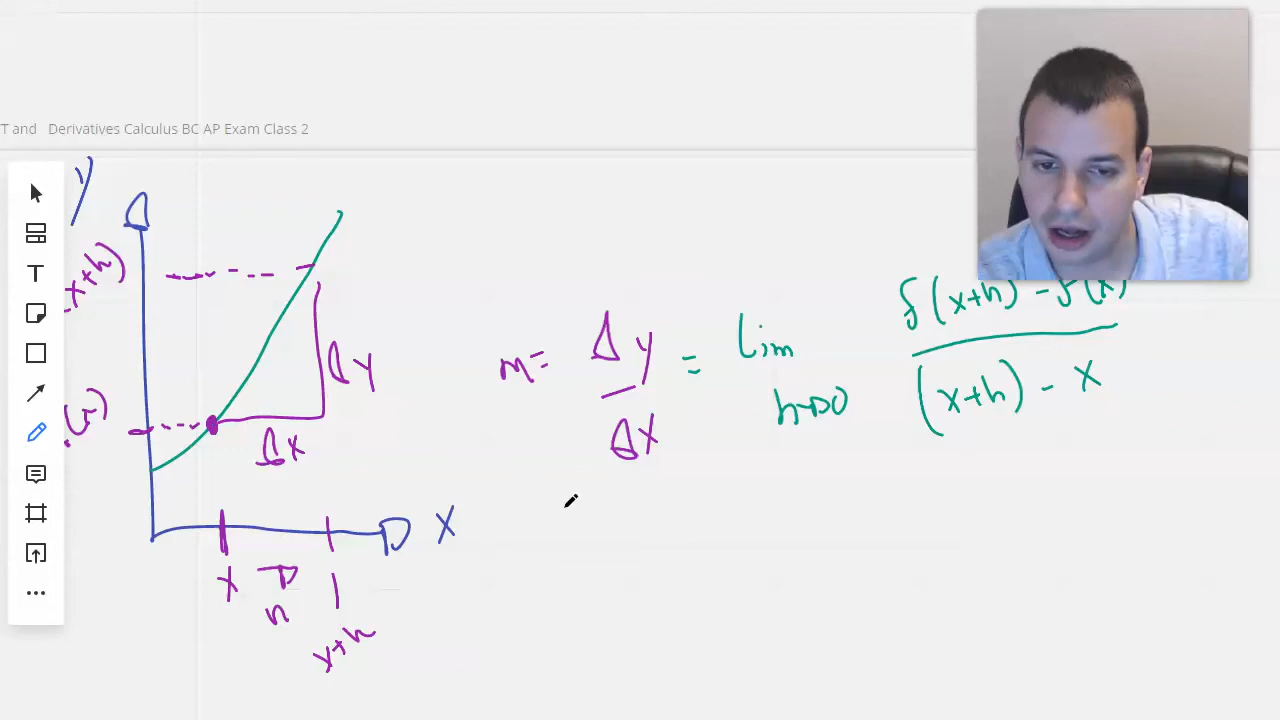 T and Derivatives Calculus BC AP Exam Class 2
y
x+h)
(x)
Δy
Δx
x
x
h
x+h
m = Δy / Δx = lim h→0 f(x+h) - f(x) / (x+h) - x
T